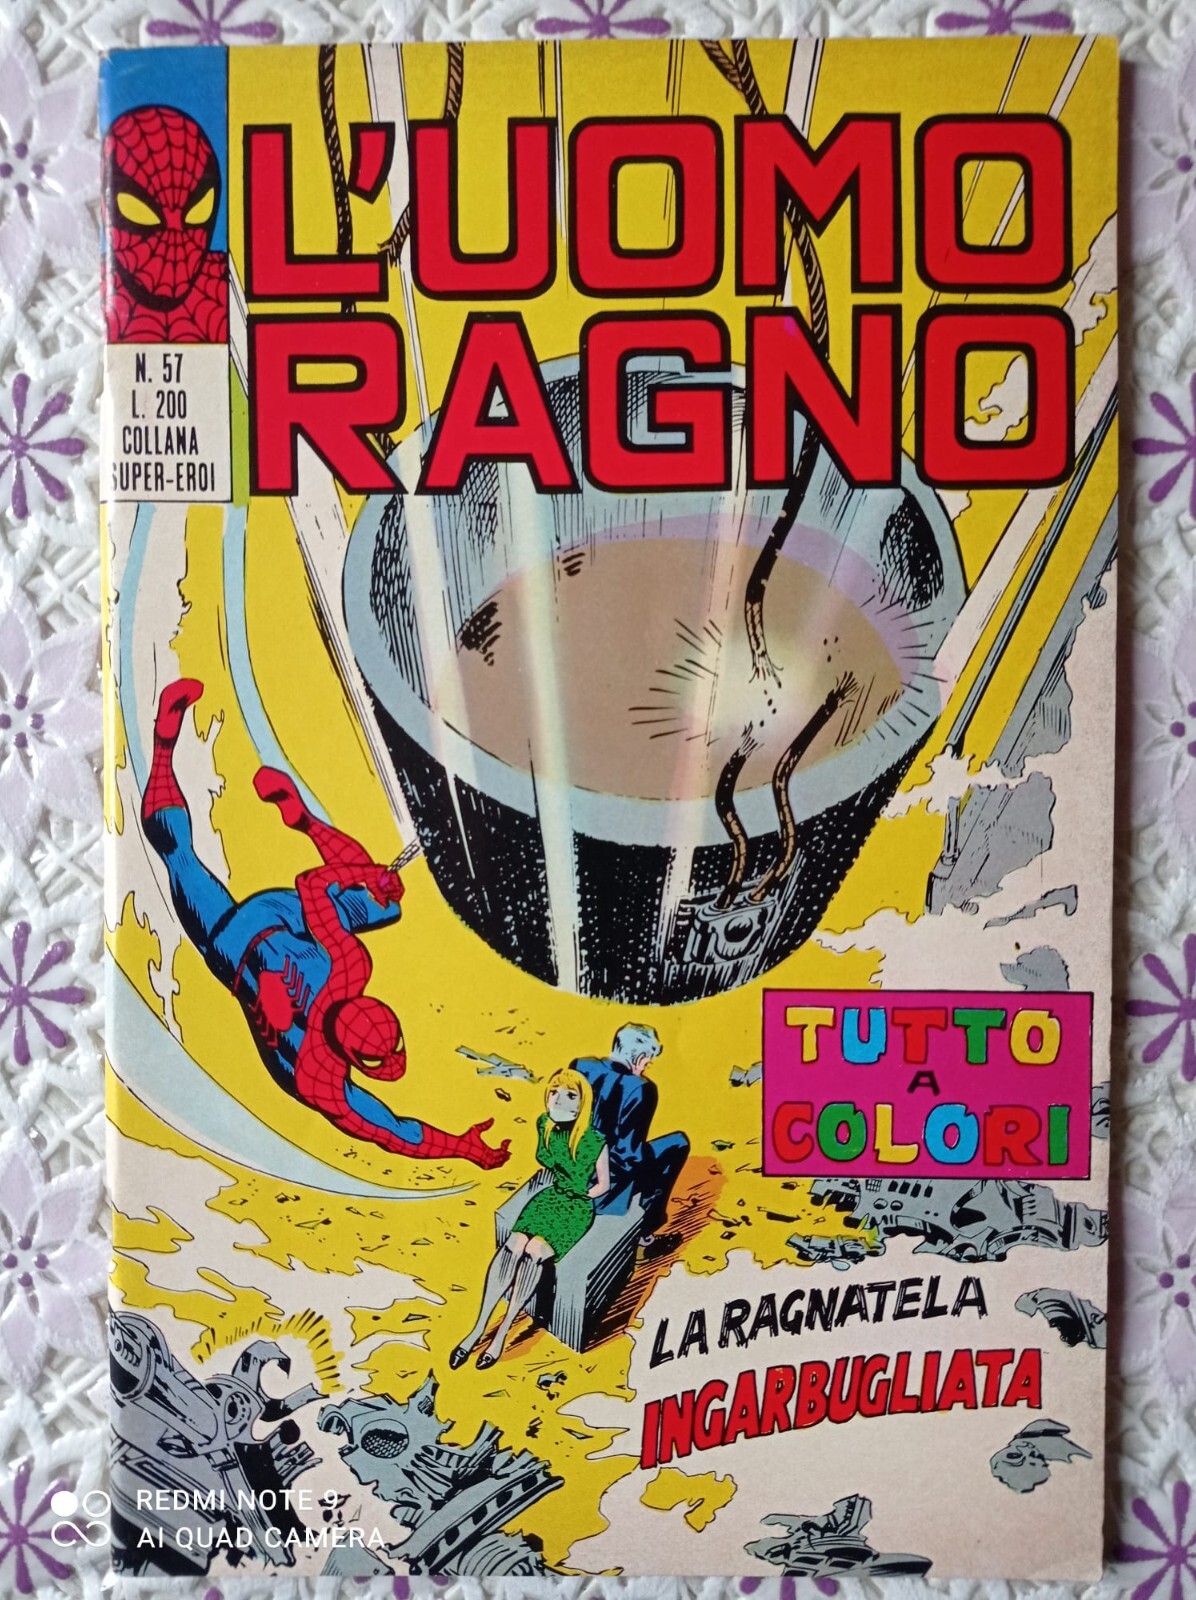 L'UOMO
RAGNO
N. 57
L. 200
COLLANA
SUPER-EROI
TUTTO
A
COLORI
LA RAGNATELA
INGARBUGLIATA
REDMI NOTE 9
AI QUAD CAMERA